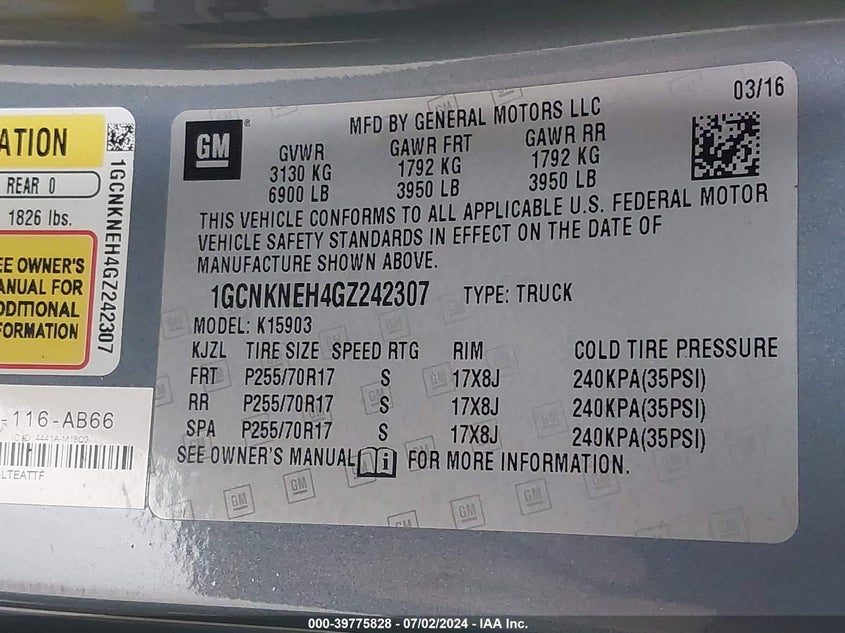 ATION
REAR 0
1826 lbs.
EE OWNER'S
ANUAL FOR
DDITIONAL
FORMATION
1GCNKNEH4GZ242307
-116-AB66
LTEATTF
GM
MFD BY GENERAL MOTORS LLC
03/16
GVWR GAWR FRT GAWR RR
3130 KG 1792 KG 1792 KG
6900 LB 3950 LB 3950 LB
THIS VEHICLE CONFORMS TO ALL APPLICABLE U.S. FEDERAL MOTOR
VEHICLE SAFETY STANDARDS IN EFFECT ON THE DATE OF
MANUFACTURE SHOWN ABOVE.
1GCNKNEH4GZ242307 TYPE: TRUCK
MODEL: K15903
KJZL TIRE SIZE SPEED RTG RIM COLD TIRE PRESSURE
FRT P255/70R17 S 17X8J 240KPA(35PSI)
RR P255/70R17 S 17X8J 240KPA(35PSI)
SPA P255/70R17 S 17X8J 240KPA(35PSI)
SEE OWNER'S MANUAL FOR MORE INFORMATION.
000-39775828 - 07/02/2024 - IAA Inc.